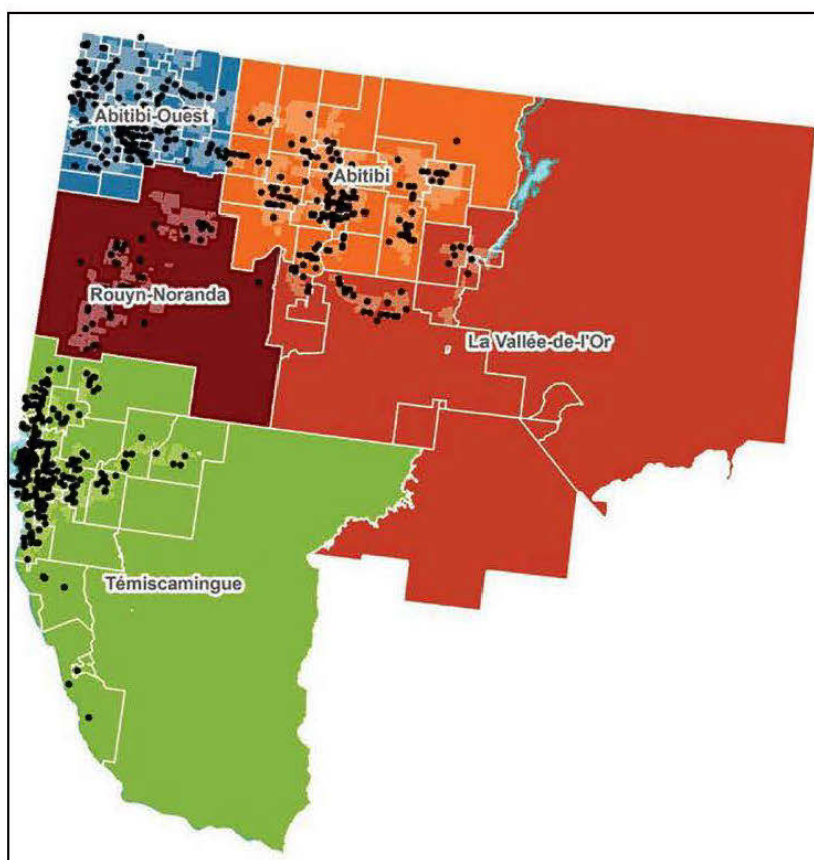 Abitibi-Ouest
Abitibi
Rouyn-Noranda
La Vallée-de-l'Or
Témiscamingue